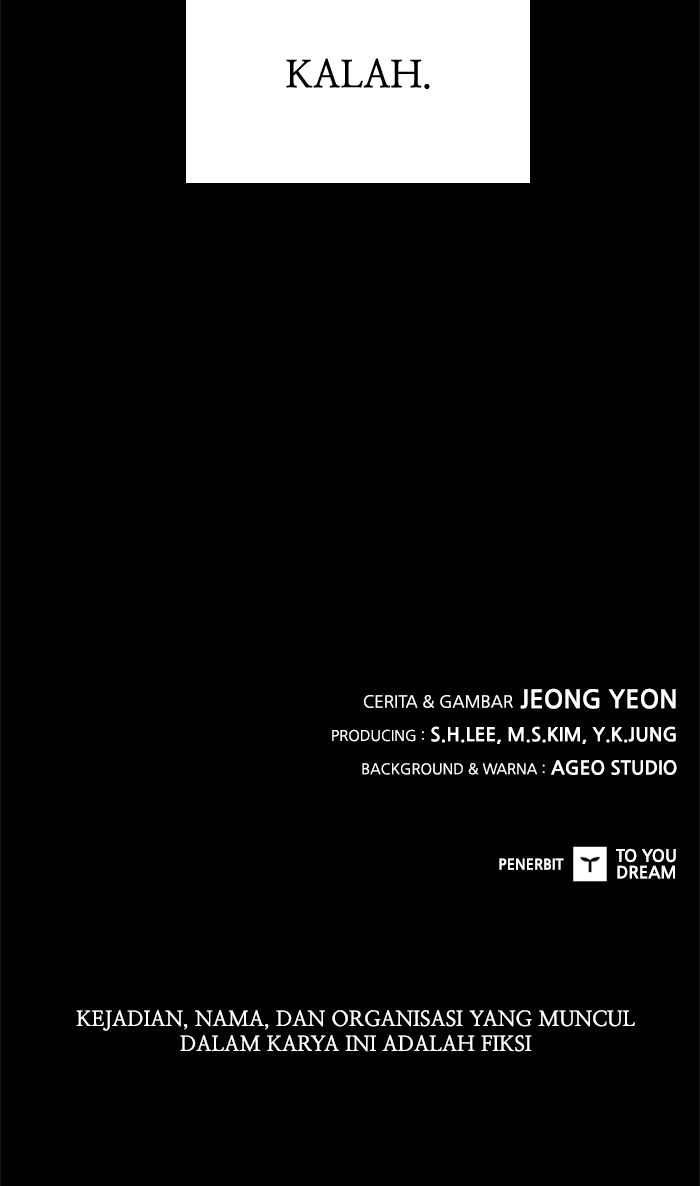 KALAH.
CERITA & GAMBAR JEONG YEON
PRODUCING : S.H.LEE, M.S.KIM, Y.K.JUNG
BACKGROUND & WARNA : AGEO STUDIO
PENERBIT TO YOU
DREAM
KEJADIAN, NAMA, DAN ORGANISASI YANG MUNCUL
DALAM KARYA INI ADALAH FIKSI